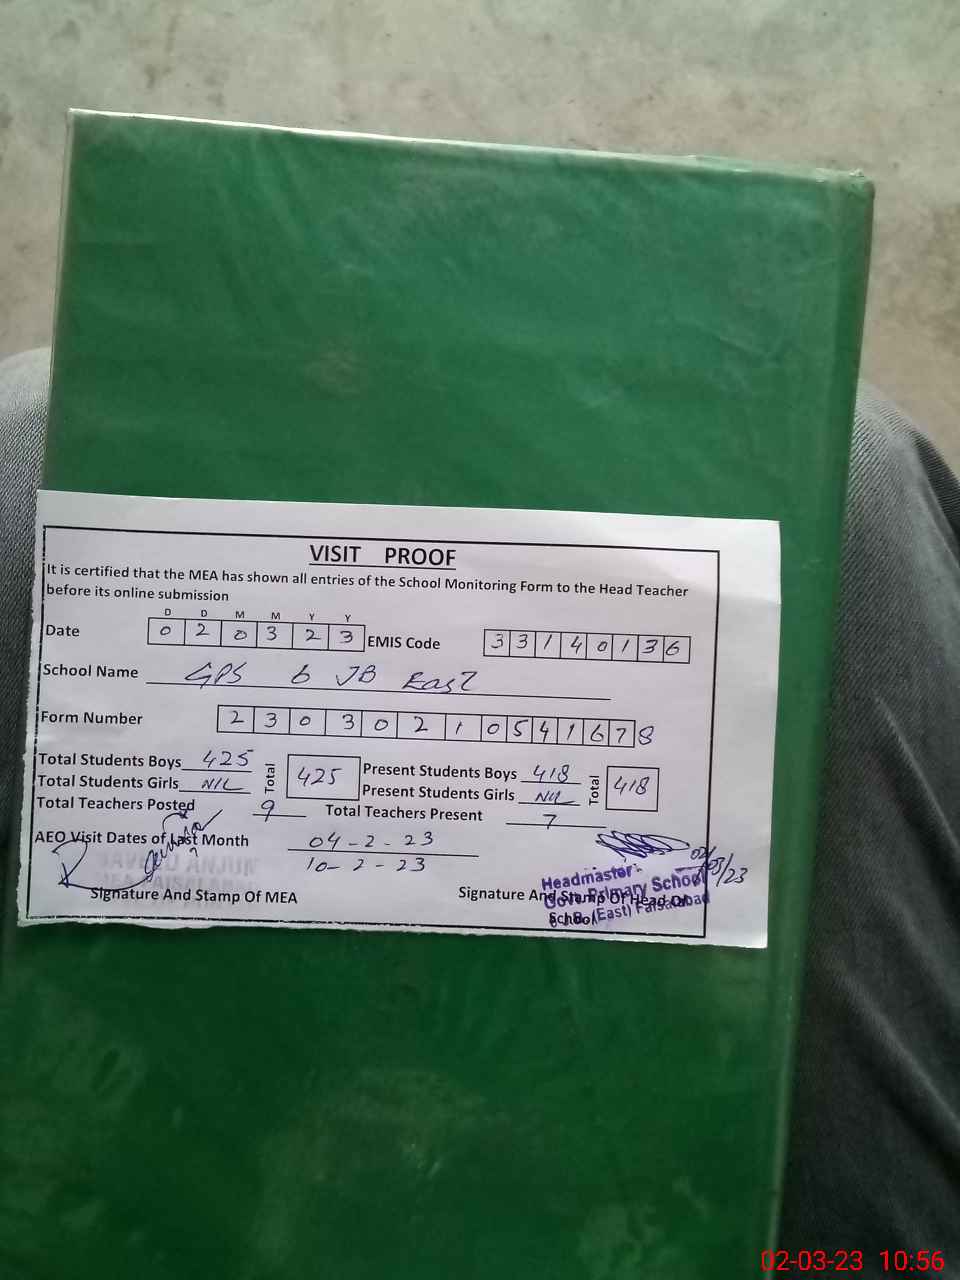 VISIT PROOF
It is certified that the MEA has shown all entries of the School Monitoring Form to the Head Teacher
before its online submission
D D M M Y Y
Date 0 2 0 3 2 3 EMIS Code 3 3 1 4 0 1 3 6
School Name GPS 6 JB East
Form Number 2 3 0 3 0 2 1 0 5 4 1 6 7 8
Total Students Boys 425 Total 425 Present Students Boys 418 Total 418
Total Students Girls NIL Present Students Girls NIL
Total Teachers Posted 9 Total Teachers Present 7
AEO Visit Dates of Last Month 04-2-23
10-2-23
02/03/23
Signature And Stamp Of MEA Signature And Stamp Of Head Of
School
Headmaster
Govt. Primary School
6 J.B. (East) Faisalabad
02-03-23 10:56